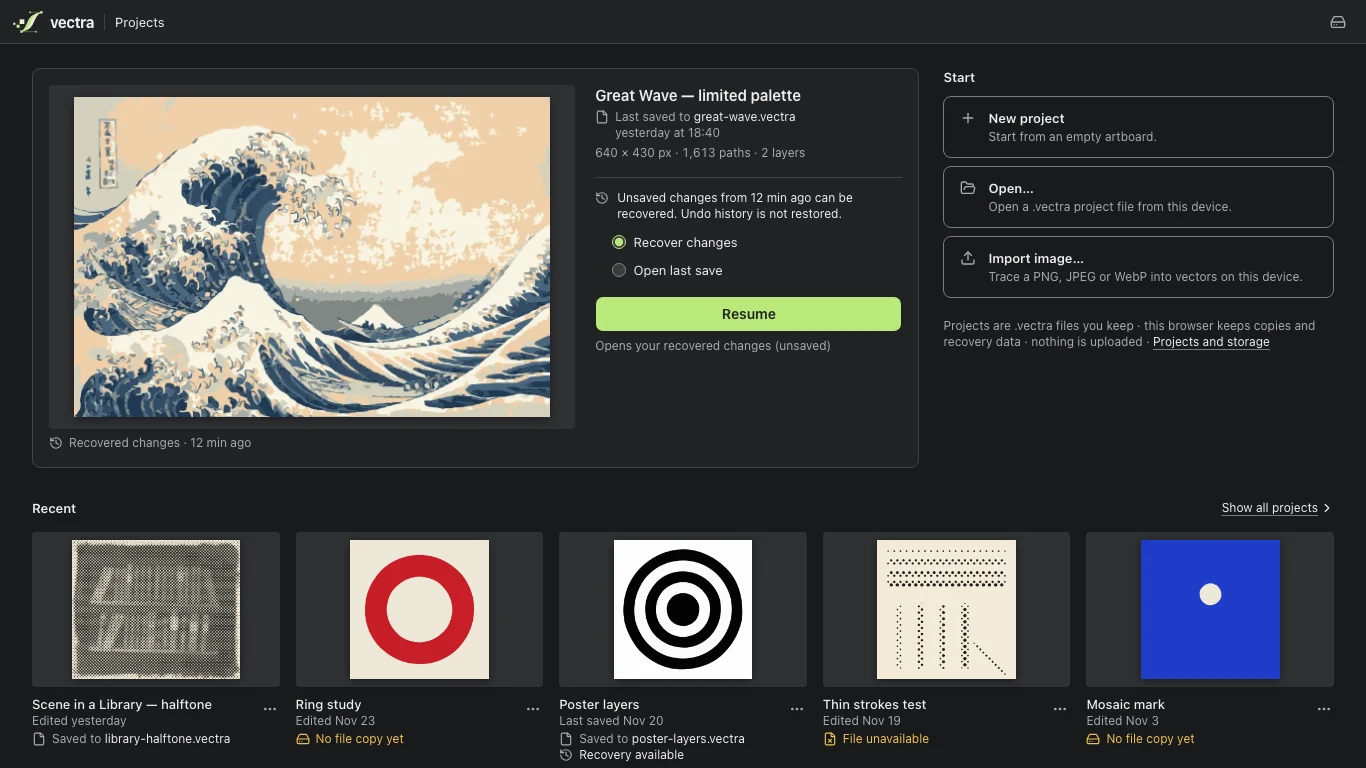 vectra
Projects
Great Wave — limited palette
Last saved to great-wave.vectra
yesterday at 18:40
640 × 430 px · 1,613 paths · 2 layers
Unsaved changes from 12 min ago can be
recovered. Undo history is not restored.
Recover changes
Open last save
Resume
Opens your recovered changes (unsaved)
Recovered changes · 12 min ago
Start
New project
Start from an empty artboard.
Open...
Open a .vectra project file from this device.
Import image...
Trace a PNG, JPEG or WebP into vectors on this device.
Projects are .vectra files you keep · this browser keeps copies and
recovery data · nothing is uploaded · Projects and storage
Recent
Show all projects
Scene in a Library — halftone
Edited yesterday
Saved to library-halftone.vectra
Ring study
Edited Nov 23
No file copy yet
Poster layers
Last saved Nov 20
Saved to poster-layers.vectra
Recovery available
Thin strokes test
Edited Nov 19
File unavailable
Mosaic mark
Edited Nov 3
No file copy yet